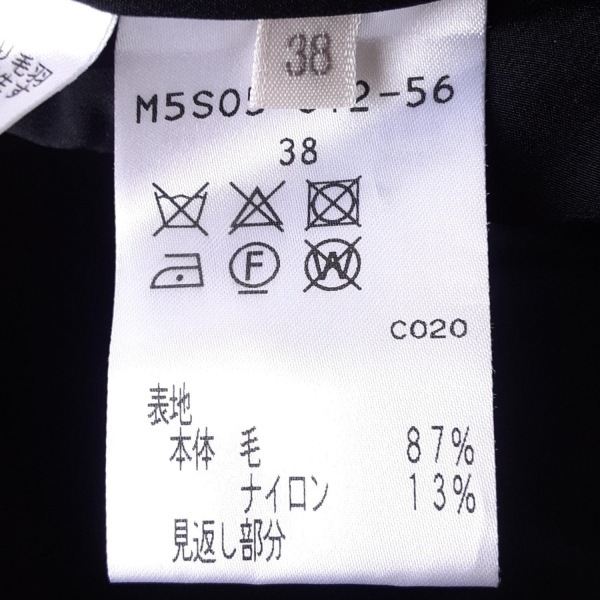 38
M5S05
2-56
38
F
W
C020
表地
本体 毛 87%
ナイロン 13%
見返し部分